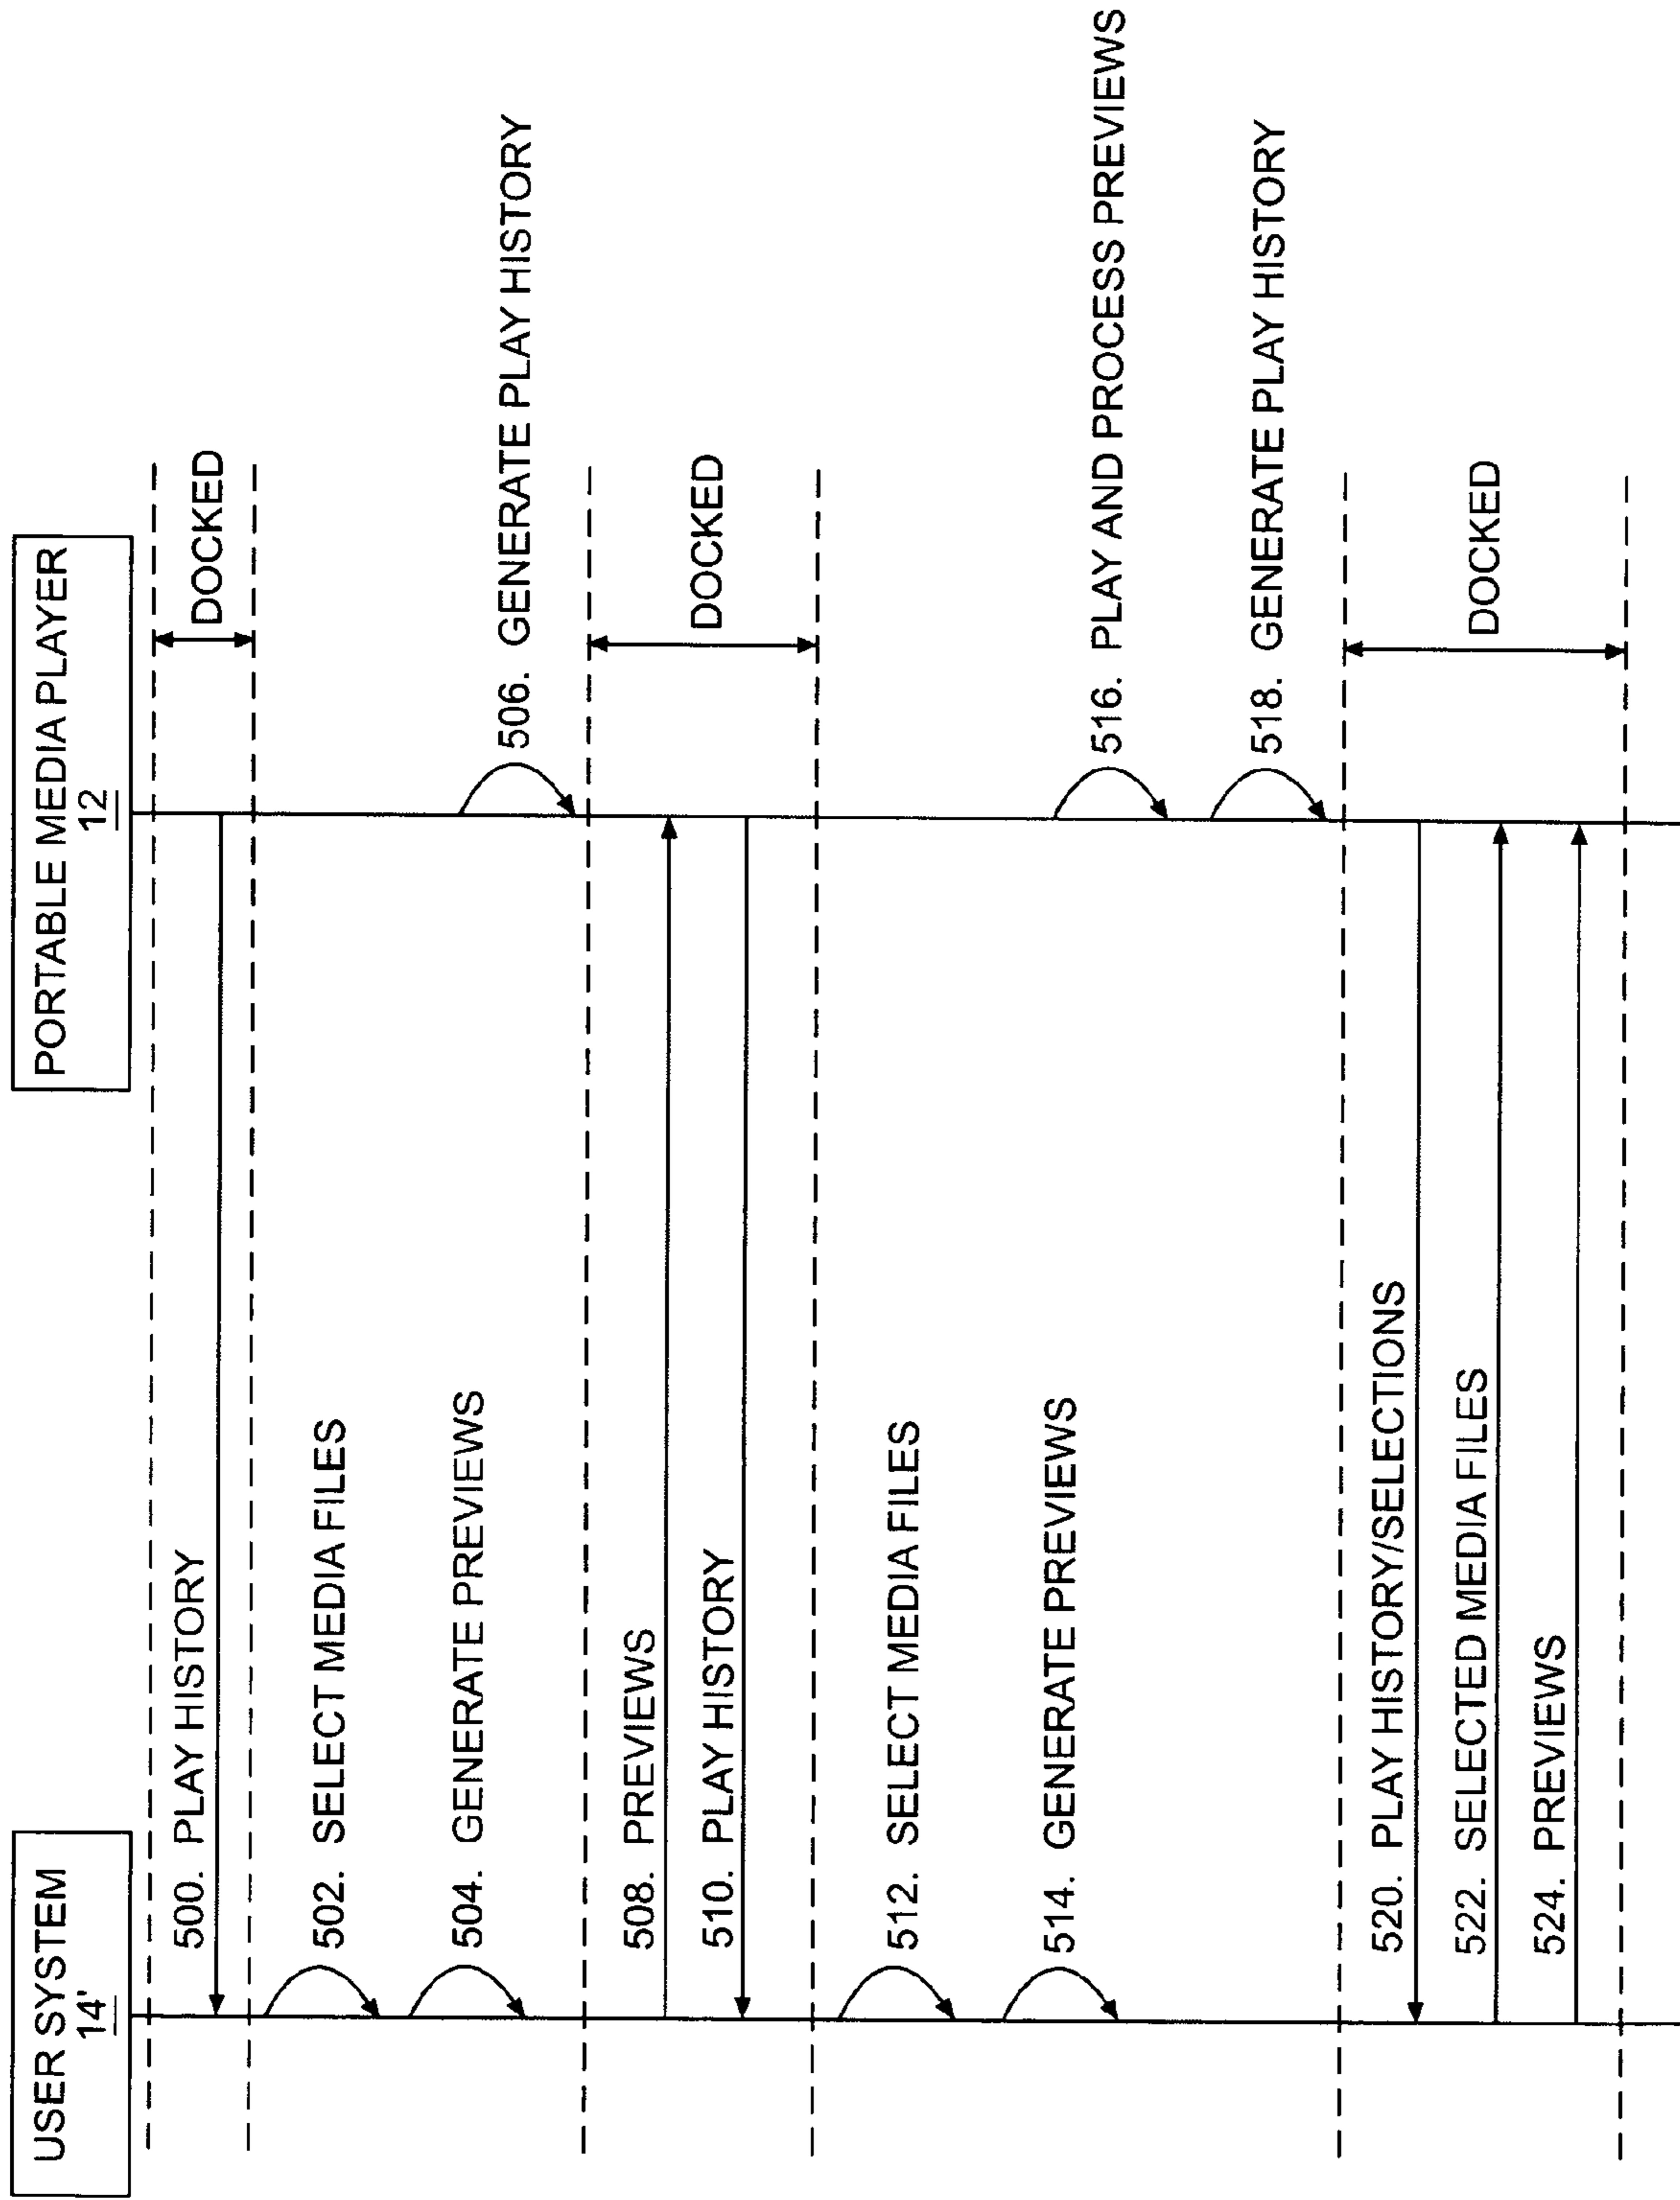 USER SYSTEM
14'
PORTABLE MEDIA PLAYER
12
500. PLAY HISTORY
DOCKED
502. SELECT MEDIA FILES
504. GENERATE PREVIEWS
506. GENERATE PLAY HISTORY
508. PREVIEWS
DOCKED
510. PLAY HISTORY
512. SELECT MEDIA FILES
514. GENERATE PREVIEWS
516. PLAY AND PROCESS PREVIEWS
518. GENERATE PLAY HISTORY
520. PLAY HISTORY/SELECTIONS
DOCKED
522. SELECTED MEDIA FILES
524. PREVIEWS